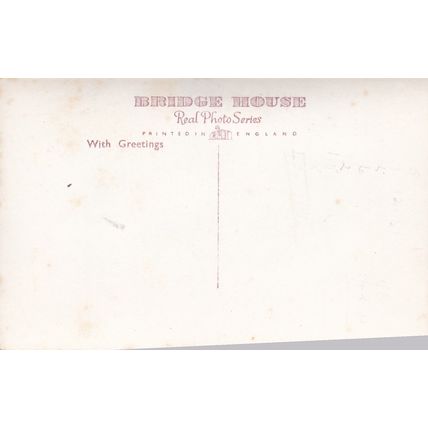 BRIDGE HOUSE
Real Photo Series
PRINTED IN ENGLAND
With Greetings